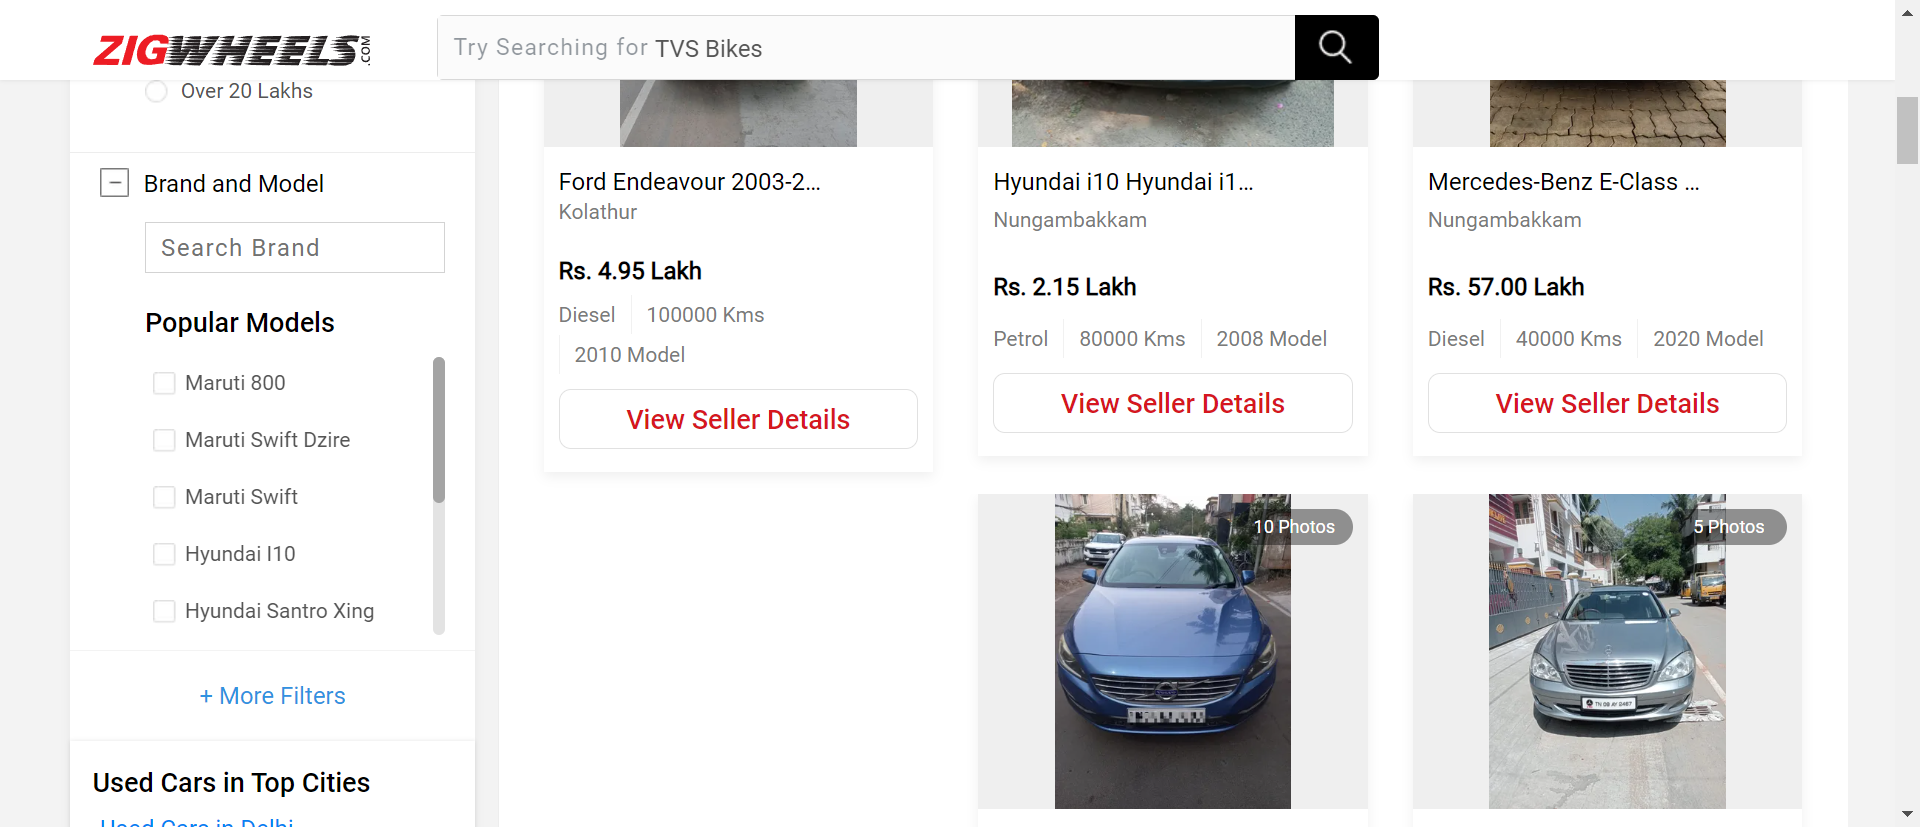 ZIGWHEELS.COM
Try Searching for TVS Bikes
Over 20 Lakhs
Brand and Model
Search Brand
Popular Models
Maruti 800
Maruti Swift Dzire
Maruti Swift
Hyundai I10
Hyundai Santro Xing
+ More Filters
Used Cars in Top Cities
Used Cars in Delhi
Ford Endeavour 2003-2...
Kolathur
Rs. 4.95 Lakh
Diesel
100000 Kms
2010 Model
View Seller Details
Hyundai i10 Hyundai i1...
Nungambakkam
Rs. 2.15 Lakh
Petrol
80000 Kms
2008 Model
View Seller Details
Mercedes-Benz E-Class ...
Nungambakkam
Rs. 57.00 Lakh
Diesel
40000 Kms
2020 Model
View Seller Details
10 Photos
5 Photos